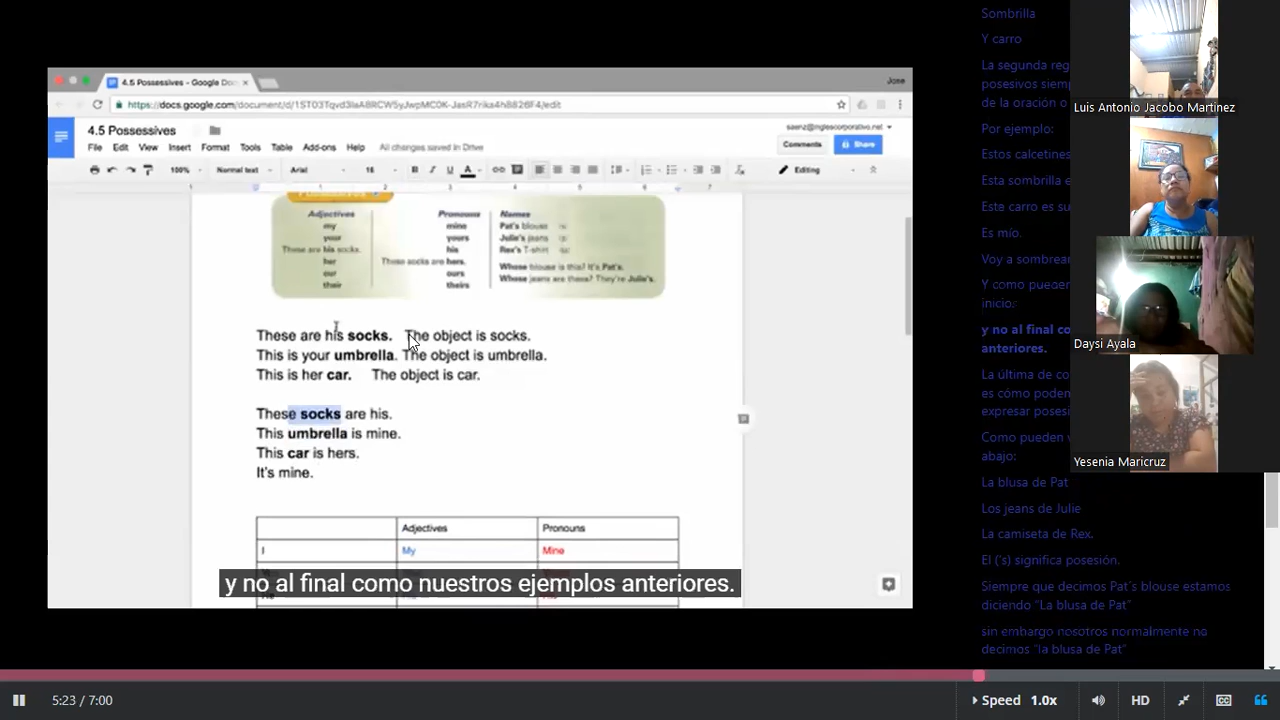 4.5 Possessives - Google Doc
Jose
https://docs.google.com/document/d/1ST03Tqvd3laA8RCW5yJwpMC0K-JasR7rika4hB826F4/edit
4.5 Possessives
saenz@inglescorporativo.net
File Edit View Insert Format Tools Table Add-ons Help All changes saved in Drive
Comments
Share
100% Normal text Arial 16 B I U A Editing
Adjectives Pronouns Names
my mine Pat's blouse
your yours Julie's jeans
These are his socks. his Rex's T-shirt
her These socks are hers.
our ours Whose blouse is this? It's Pat's.
their theirs Whose jeans are these? They're Julie's.
These are his socks. The object is socks.
This is your umbrella. The object is umbrella.
This is her car. The object is car.
These socks are his.
This umbrella is mine.
This car is hers.
It's mine.
Adjectives Pronouns
I My Mine
y no al final como nuestros ejemplos anteriores.
Sombrilla
Y carro
La segunda reg
posesivos siemp
de la oración o
Por ejemplo:
Estos calcetines
Esta sombrilla e
Este carro es su
Es mío.
Voy a sombrear
Y como pueden
inicio:
y no al final co
anteriores.
La última de co
es cómo poden
expresar posesi
Como pueden v
abajo:
La blusa de Pat
Los jeans de Julie
La camiseta de Rex.
El ('s) significa posesión.
Siempre que decimos Pat´s blouse estamos
diciendo “La blusa de Pat”
sin embargo nosotros normalmente no
decimos “la blusa de Pat”
Luis Antonio Jacobo Martinez
Daysi Ayala
Yesenia Maricruz
5:23 / 7:00
Speed 1.0x
HD